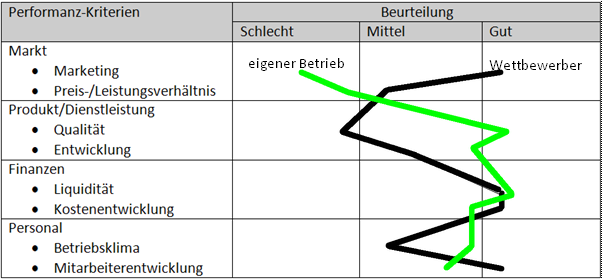 Performanz-Kriterien Beurteilung
Schlecht Mittel Gut
Markt eigener Betrieb Wettbewerber
• Marketing
• Preis-/Leistungsverhältnis
Produkt/Dienstleistung
• Qualität
• Entwicklung
Finanzen
• Liquidität
• Kostenentwicklung
Personal
• Betriebsklima
• Mitarbeiterentwicklung